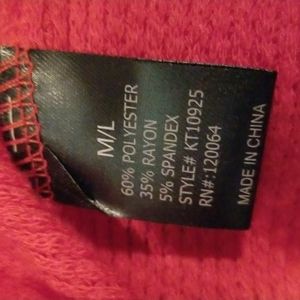 M/L
60% POLYESTER
35% RAYON
5% SPANDEX
STYLE# KT10925
RN#:120064
MADE IN CHINA